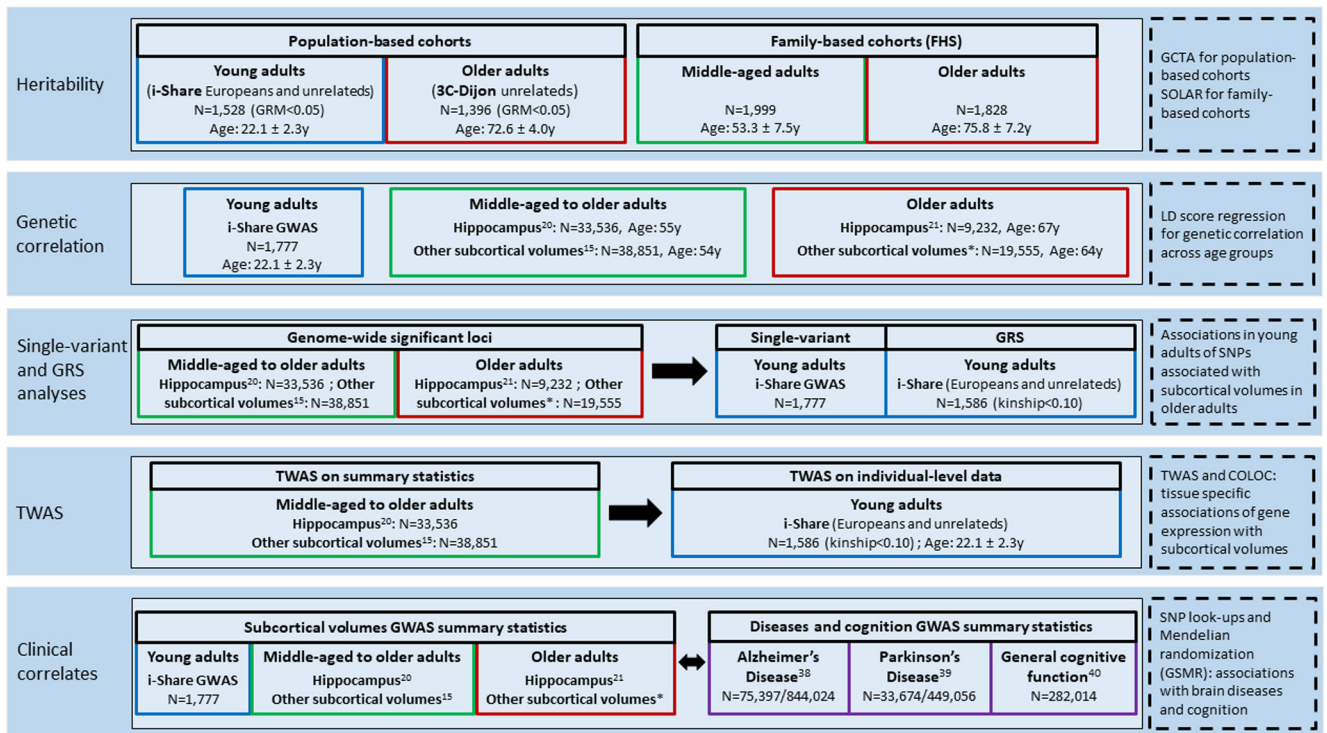 Heritability
Population-based cohorts
Young adults
(i-Share Europeans and unrelateds)
N=1,528 (GRM<0.05)
Age: 22.1 ± 2.3y
Older adults
(3C-Dijon unrelateds)
N=1,396 (GRM<0.05)
Age: 72.6 ± 4.0y
Family-based cohorts (FHS)
Middle-aged adults
N=1,999
Age: 53.3 ± 7.5y
Older adults
N=1,828
Age: 75.8 ± 7.2y
GCTA for population-
based cohorts
SOLAR for family-
based cohorts
Genetic
correlation
Young adults
i-Share GWAS
N=1,777
Age: 22.1 ± 2.3y
Middle-aged to older adults
Hippocampus²⁰: N=33,536, Age: 55y
Other subcortical volumes¹⁵: N=38,851, Age: 54y
Older adults
Hippocampus²¹: N=9,232, Age: 67y
Other subcortical volumes*: N=19,555, Age: 64y
LD score regression
for genetic correlation
across age groups
Single-variant
and GRS
analyses
Genome-wide significant loci
Middle-aged to older adults
Hippocampus²⁰: N=33,536 ; Other
subcortical volumes¹⁵: N=38,851
Older adults
Hippocampus²¹: N=9,232 ; Other
subcortical volumes* : N=19,555
Single-variant
Young adults
i-Share GWAS
N=1,777
GRS
Young adults
i-Share (Europeans and unrelateds)
N=1,586 (kinship<0.10)
Associations in young
adults of SNPs
associated with
subcortical volumes in
older adults
TWAS
TWAS on summary statistics
Middle-aged to older adults
Hippocampus²⁰: N=33,536
Other subcortical volumes¹⁵: N=38,851
TWAS on individual-level data
Young adults
i-Share (Europeans and unrelateds)
N=1,586 (kinship<0.10) ; Age: 22.1 ± 2.3y
TWAS and COLOC:
tissue specific
associations of gene
expression with
subcortical volumes
Clinical
correlates
Subcortical volumes GWAS summary statistics
Young adults
i-Share GWAS
N=1,777
Middle-aged to older adults
Hippocampus²⁰
Other subcortical volumes¹⁵
Older adults
Hippocampus²¹
Other subcortical volumes*
Diseases and cognition GWAS summary statistics
Alzheimer's
Disease³⁸
N=75,397/844,024
Parkinson's
Disease³⁹
N=33,674/449,056
General cognitive
function⁴⁰
N=282,014
SNP look-ups and
Mendelian
randomization
(GSMR): associations
with brain diseases
and cognition